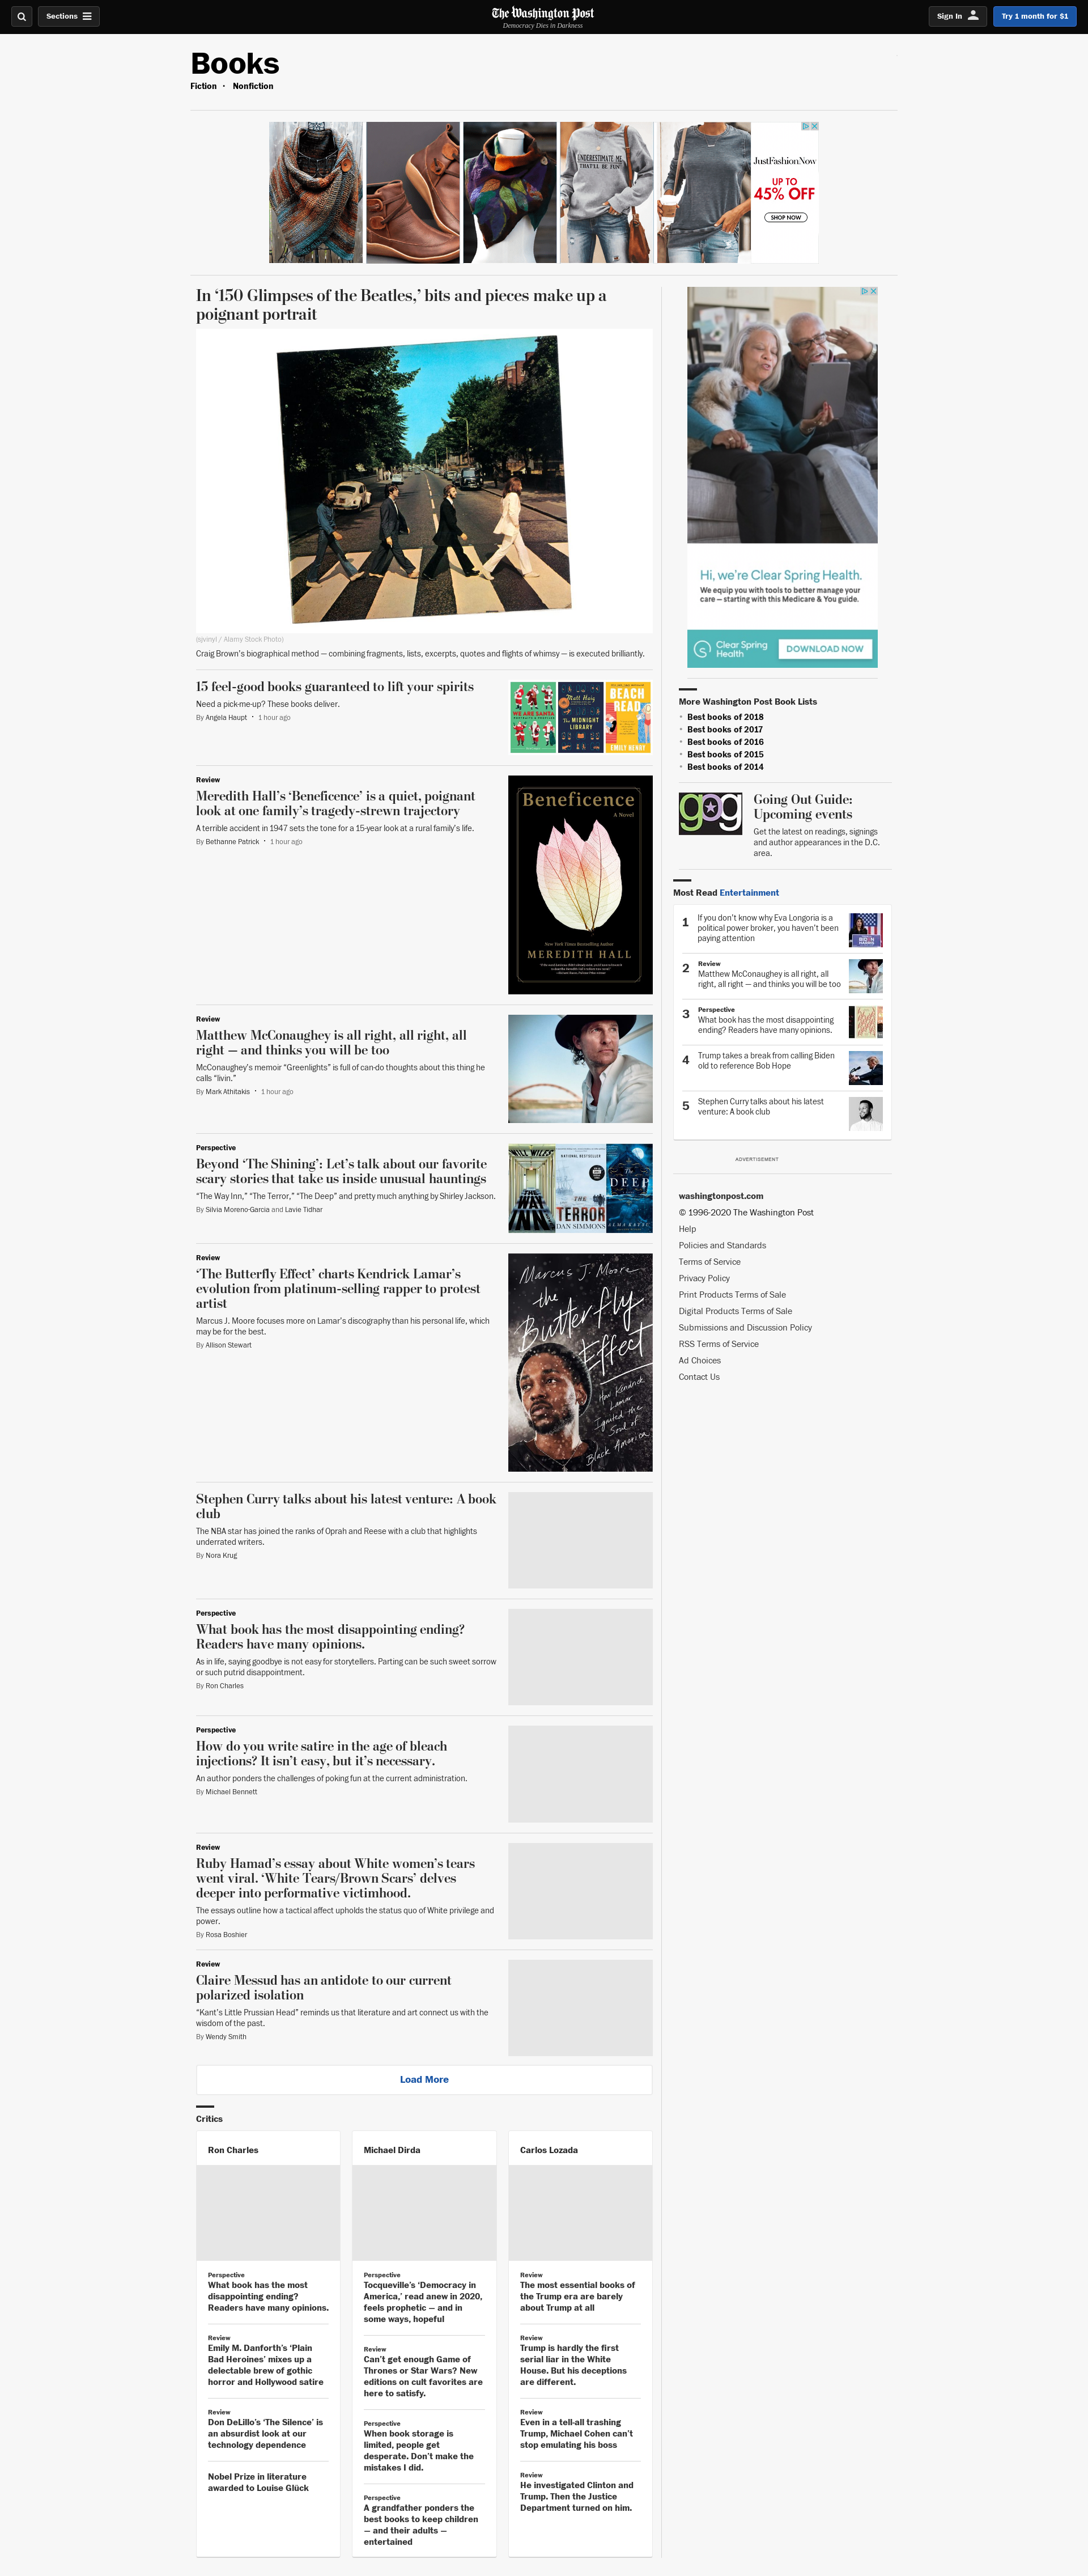 Sections
The Washington Post
Democracy Dies in Darkness
Sign In
Try 1 month for $1
Books
Fiction · Nonfiction
UNDERESTIMATE ME
THAT'LL BE FUN
JustFashionNow
UP TO
45% OFF
SHOP NOW
In ‘150 Glimpses of the Beatles,’ bits and pieces make up a
poignant portrait
(sjvinyl / Alamy Stock Photo)
Craig Brown’s biographical method — combining fragments, lists, excerpts, quotes and flights of whimsy — is executed brilliantly.
15 feel-good books guaranteed to lift your spirits
Need a pick-me-up? These books deliver.
By Angela Haupt · 1 hour ago
WE ARE SANTA
Matt Haig
The
MIDNIGHT
LIBRARY
BEACH
READ
EMILY HENRY
Review
Meredith Hall’s ‘Beneficence’ is a quiet, poignant
look at one family’s tragedy-strewn trajectory
A terrible accident in 1947 sets the tone for a 15-year look at a rural family’s life.
By Bethanne Patrick · 1 hour ago
Beneficence
A Novel
New York Times Bestselling Author
MEREDITH HALL
Review
Matthew McConaughey is all right, all right, all
right — and thinks you will be too
McConaughey’s memoir “Greenlights” is full of can-do thoughts about this thing he
calls “livin.”
By Mark Athitakis · 1 hour ago
Perspective
Beyond ‘The Shining’: Let’s talk about our favorite
scary stories that take us inside unusual hauntings
“The Way Inn,” “The Terror,” “The Deep” and pretty much anything by Shirley Jackson.
By Silvia Moreno-Garcia and Lavie Tidhar
WILL WILES
THE
WAY
INN
NATIONAL BESTSELLER
THE
TERROR
DAN SIMMONS
The
DEEP
ALMA KATSU
Review
‘The Butterfly Effect’ charts Kendrick Lamar’s
evolution from platinum-selling rapper to protest
artist
Marcus J. Moore focuses more on Lamar’s discography than his personal life, which
may be for the best.
By Allison Stewart
Marcus J. Moore
the
Butterfly
Effect
How Kendrick
Lamar
Ignited the
Soul of
Black America
Stephen Curry talks about his latest venture: A book
club
The NBA star has joined the ranks of Oprah and Reese with a club that highlights
underrated writers.
By Nora Krug
Perspective
What book has the most disappointing ending?
Readers have many opinions.
As in life, saying goodbye is not easy for storytellers. Parting can be such sweet sorrow
or such putrid disappointment.
By Ron Charles
Perspective
How do you write satire in the age of bleach
injections? It isn’t easy, but it’s necessary.
An author ponders the challenges of poking fun at the current administration.
By Michael Bennett
Review
Ruby Hamad’s essay about White women’s tears
went viral. ‘White Tears/Brown Scars’ delves
deeper into performative victimhood.
The essays outline how a tactical affect upholds the status quo of White privilege and
power.
By Rosa Boshier
Review
Claire Messud has an antidote to our current
polarized isolation
“Kant’s Little Prussian Head” reminds us that literature and art connect us with the
wisdom of the past.
By Wendy Smith
Load More
Critics
Ron Charles
Perspective
What book has the most
disappointing ending?
Readers have many opinions.
Review
Emily M. Danforth’s ‘Plain
Bad Heroines’ mixes up a
delectable brew of gothic
horror and Hollywood satire
Review
Don DeLillo’s ‘The Silence’ is
an absurdist look at our
technology dependence
Nobel Prize in literature
awarded to Louise Glück
Michael Dirda
Perspective
Tocqueville’s ‘Democracy in
America,’ read anew in 2020,
feels prophetic — and in
some ways, hopeful
Review
Can’t get enough Game of
Thrones or Star Wars? New
editions on cult favorites are
here to satisfy.
Perspective
When book storage is
limited, people get
desperate. Don’t make the
mistakes I did.
Perspective
A grandfather ponders the
best books to keep children
— and their adults —
entertained
Carlos Lozada
Review
The most essential books of
the Trump era are barely
about Trump at all
Review
Trump is hardly the first
serial liar in the White
House. But his deceptions
are different.
Review
Even in a tell-all trashing
Trump, Michael Cohen can’t
stop emulating his boss
Review
He investigated Clinton and
Trump. Then the Justice
Department turned on him.
Hi, we’re Clear Spring Health.
We equip you with tools to better manage your
care — starting with this Medicare & You guide.
Clear Spring
Health
DOWNLOAD NOW
More Washington Post Book Lists
Best books of 2018
Best books of 2017
Best books of 2016
Best books of 2015
Best books of 2014
gog
Going Out Guide:
Upcoming events
Get the latest on readings, signings
and author appearances in the D.C.
area.
Most Read Entertainment
1
If you don’t know why Eva Longoria is a
political power broker, you haven’t been
paying attention
2
Review
Matthew McConaughey is all right, all
right, all right — and thinks you will be too
3
Perspective
What book has the most disappointing
ending? Readers have many opinions.
4
Trump takes a break from calling Biden
old to reference Bob Hope
5
Stephen Curry talks about his latest
venture: A book club
ADVERTISEMENT
washingtonpost.com
© 1996-2020 The Washington Post
Help
Policies and Standards
Terms of Service
Privacy Policy
Print Products Terms of Sale
Digital Products Terms of Sale
Submissions and Discussion Policy
RSS Terms of Service
Ad Choices
Contact Us